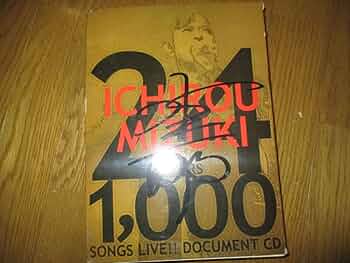 24
ICHIROU
MIZUKI
1,000
SONGS LIVE!! DOCUMENT CD